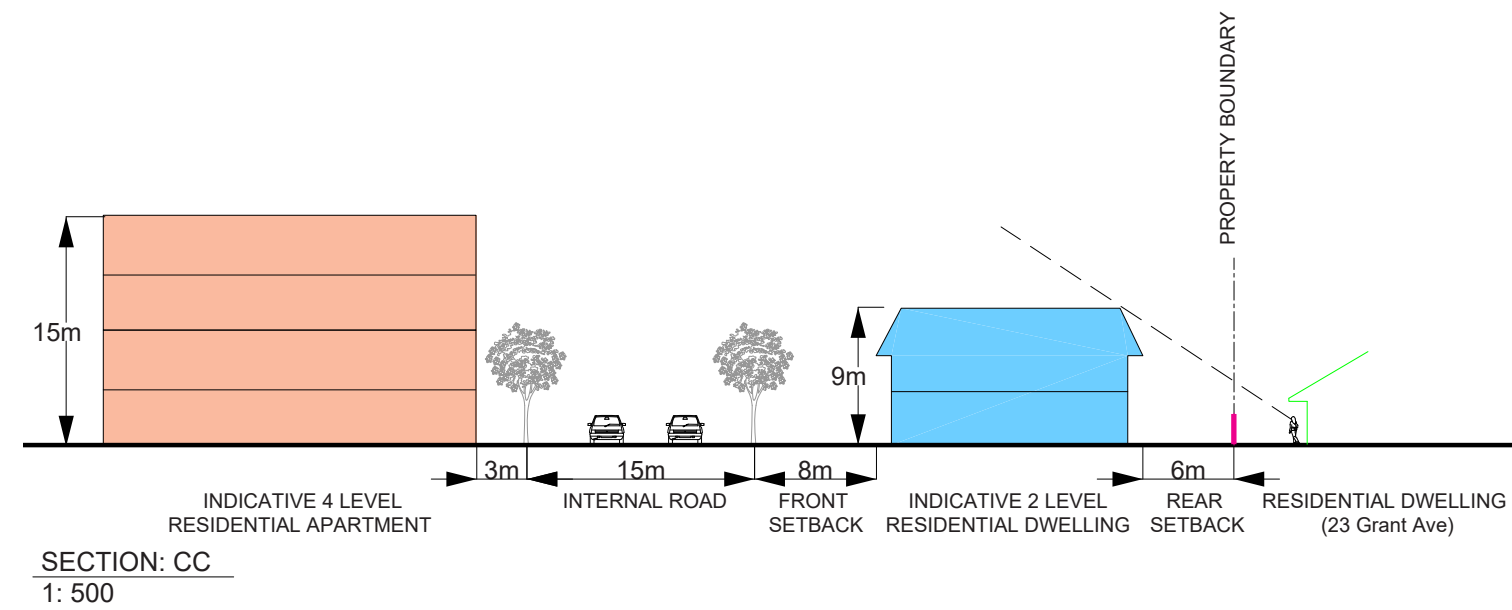 PROPERTY BOUNDARY
15m
9m
3m
15m
8m
6m
INDICATIVE 4 LEVEL
RESIDENTIAL APARTMENT
INTERNAL ROAD
FRONT
SETBACK
INDICATIVE 2 LEVEL
RESIDENTIAL DWELLING
REAR
SETBACK
RESIDENTIAL DWELLING
(23 Grant Ave)
SECTION: CC
1: 500